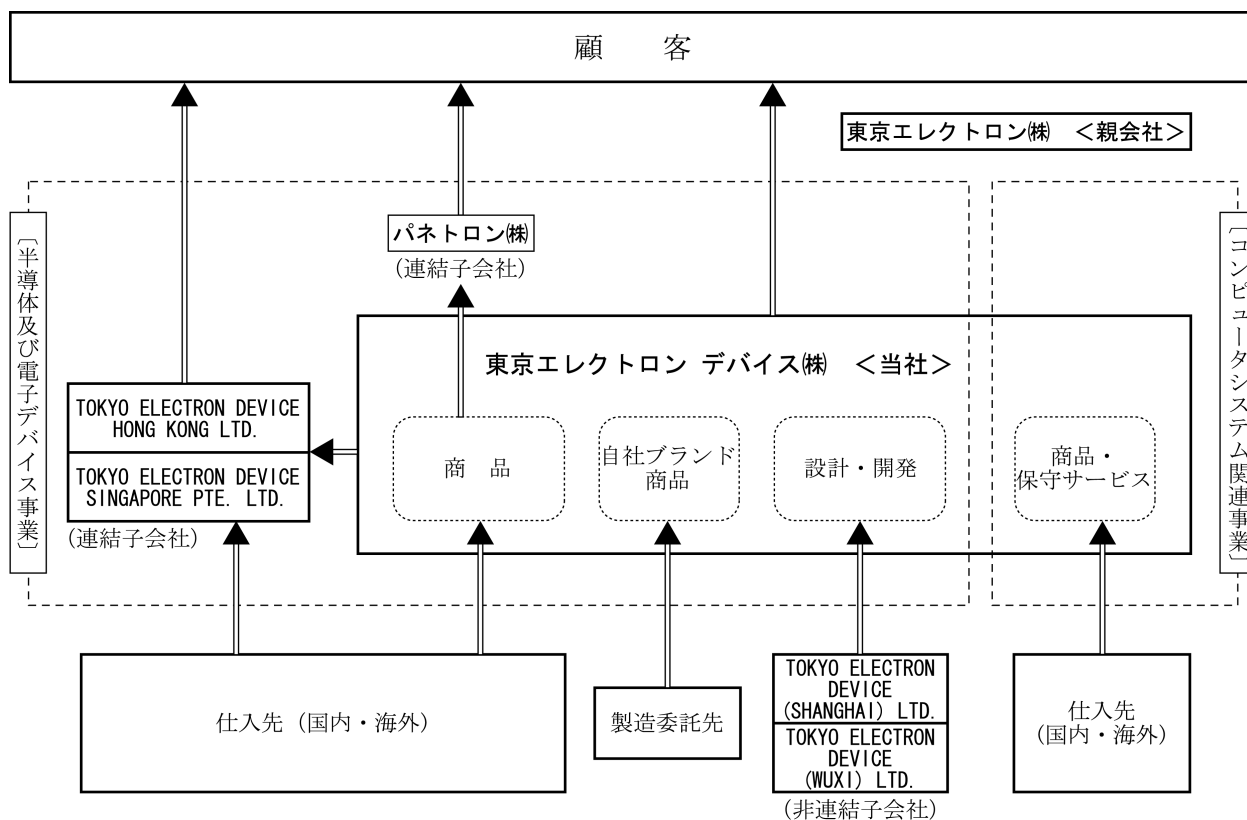 顧　　客
東京エレクトロン㈱　＜親会社＞
〔半導体及び電子デバイス事業〕
〔コンピュータシステム関連事業〕
パネトロン㈱
(連結子会社)
東京エレクトロン デバイス㈱　＜当社＞
TOKYO ELECTRON DEVICE
HONG KONG LTD.
TOKYO ELECTRON DEVICE
SINGAPORE PTE. LTD.
(連結子会社)
商　品
自社ブランド
商品
設計・開発
商品・
保守サービス
仕入先（国内・海外）
製造委託先
TOKYO ELECTRON
DEVICE
(SHANGHAI) LTD.
TOKYO ELECTRON
DEVICE
(WUXI) LTD.
(非連結子会社)
仕入先
(国内・海外)